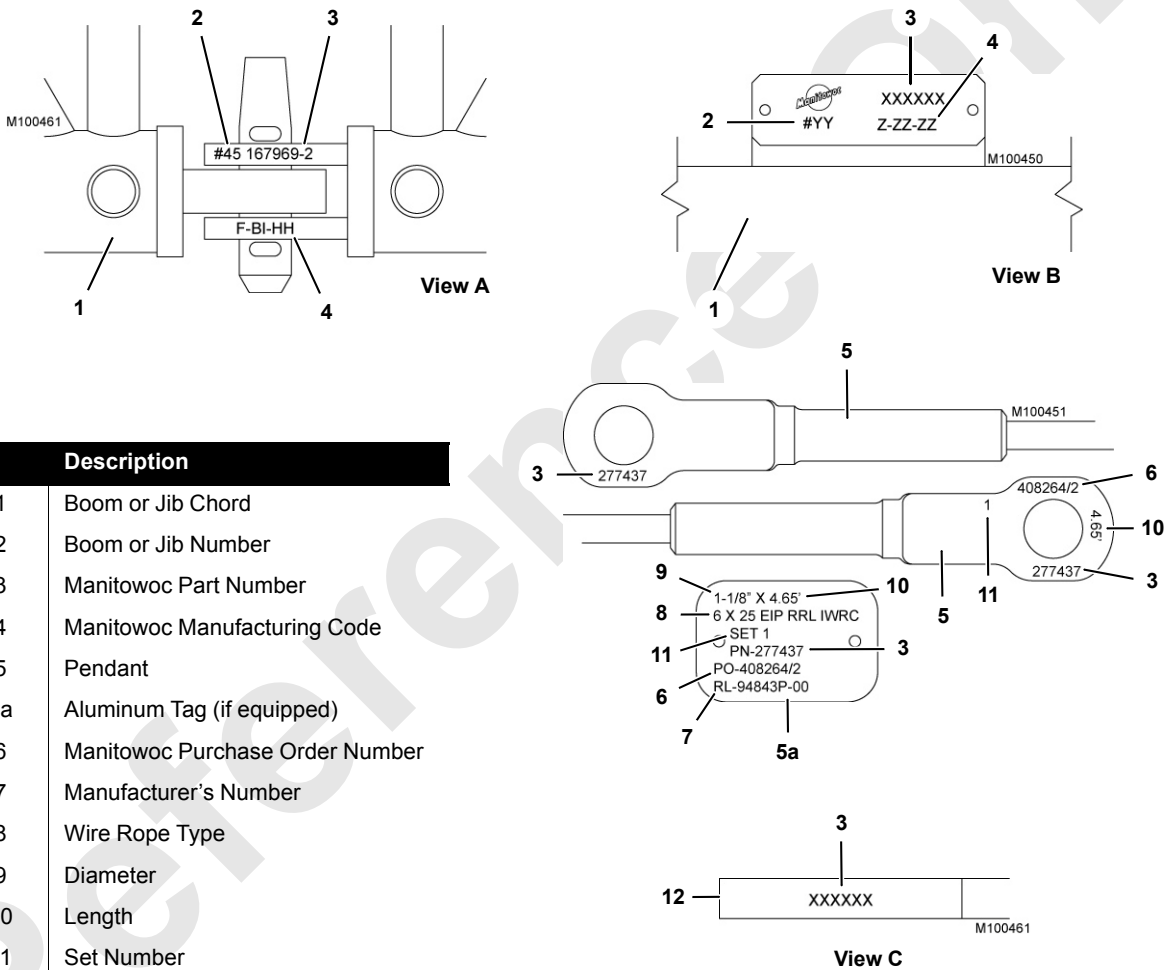 2 3
M100461
#45 167969-2
F-BI-HH
View A
1 4
3
4
Manitowoc
XXXXXX
2 #YY Z-ZZ-ZZ
M100450
View B
1
Description
1 Boom or Jib Chord
2 Boom or Jib Number
3 Manitowoc Part Number
4 Manitowoc Manufacturing Code
5 Pendant
a Aluminum Tag (if equipped)
6 Manitowoc Purchase Order Number
7 Manufacturer's Number
8 Wire Rope Type
9 Diameter
0 Length
1 Set Number
5
M100451
3 277437
408264/2 6
1
4.65' 10
277437 3
11
5
9 10
1-1/8" X 4.65'
8 6 X 25 EIP RRL IWRC
SET 1
11 PN-277437 3
PO-408264/2
6 RL-94843P-00
7 5a
3
12 XXXXXX
M100461
View C
Reference On